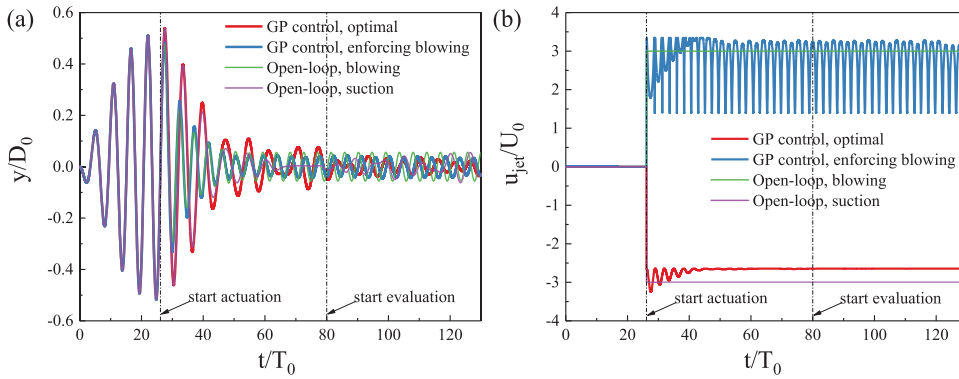 (a)
GP control, optimal
GP control, enforcing blowing
Open-loop, blowing
Open-loop, suction
0.6
0.4
0.2
0.0
-0.2
-0.4
-0.6
y/D0
start actuation
start evaluation
0 20 40 60 80 100 120
t/T0
(b)
GP control, optimal
GP control, enforcing blowing
Open-loop, blowing
Open-loop, suction
4
3
2
1
0
-1
-2
-3
-4
ujet/U0
start actuation
start evaluation
0 20 40 60 80 100 120
t/T0